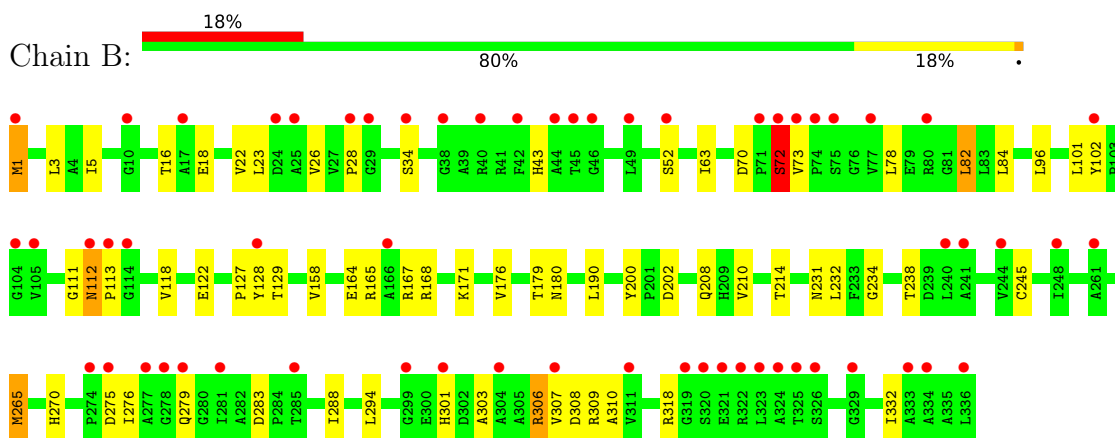 18%
Chain B:
80% 18% •
M1 L3 A4 I5 G10 T16 A17 E18 V22 L23 D24 A25 V26 V27 P28 G29 S34 G38 A39 R40 R41 F42 H43 A44 T45 G46 L49 S52 I63 D70 P71 S72 V73 P74 S75 G76 V77 L78 E79 R80 G81 L82 L83 L84 L96 L101 Y102 R103
G104 V105 G111 N112 P113 G114 V118 E122 P127 Y128 T129 V158 E164 R165 A166 R167 R168 K171 V176 T179 N180 L190 Y200 P201 D202 Q208 H209 V210 T214 N231 L232 F233 G234 T238 D239 L240 A241 V244 C245 I248 A261
M265 H270 P274 D275 I276 A277 G278 Q279 G280 I281 A282 D283 P284 T285 I288 L294 G299 E300 H301 D302 A303 A304 A305 R306 V307 D308 R309 A310 V311 R318 G319 S320 E321 R322 L323 A324 T325 S326 G329 I332 A333 A334 A335 L336